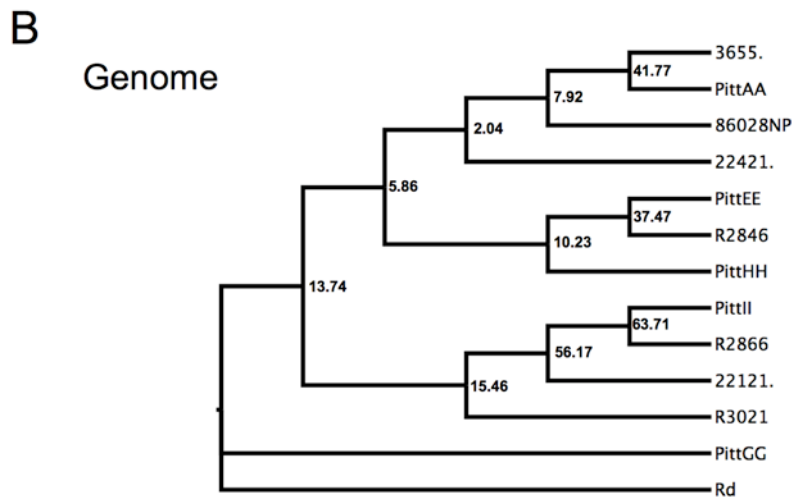 B
Genome
3655.
41.77
PittAA
7.92
86028NP
2.04
22421.
5.86
PittEE
37.47
R2846
10.23
PittHH
13.74
PittII
63.71
R2866
56.17
22121.
15.46
R3021
PittGG
Rd